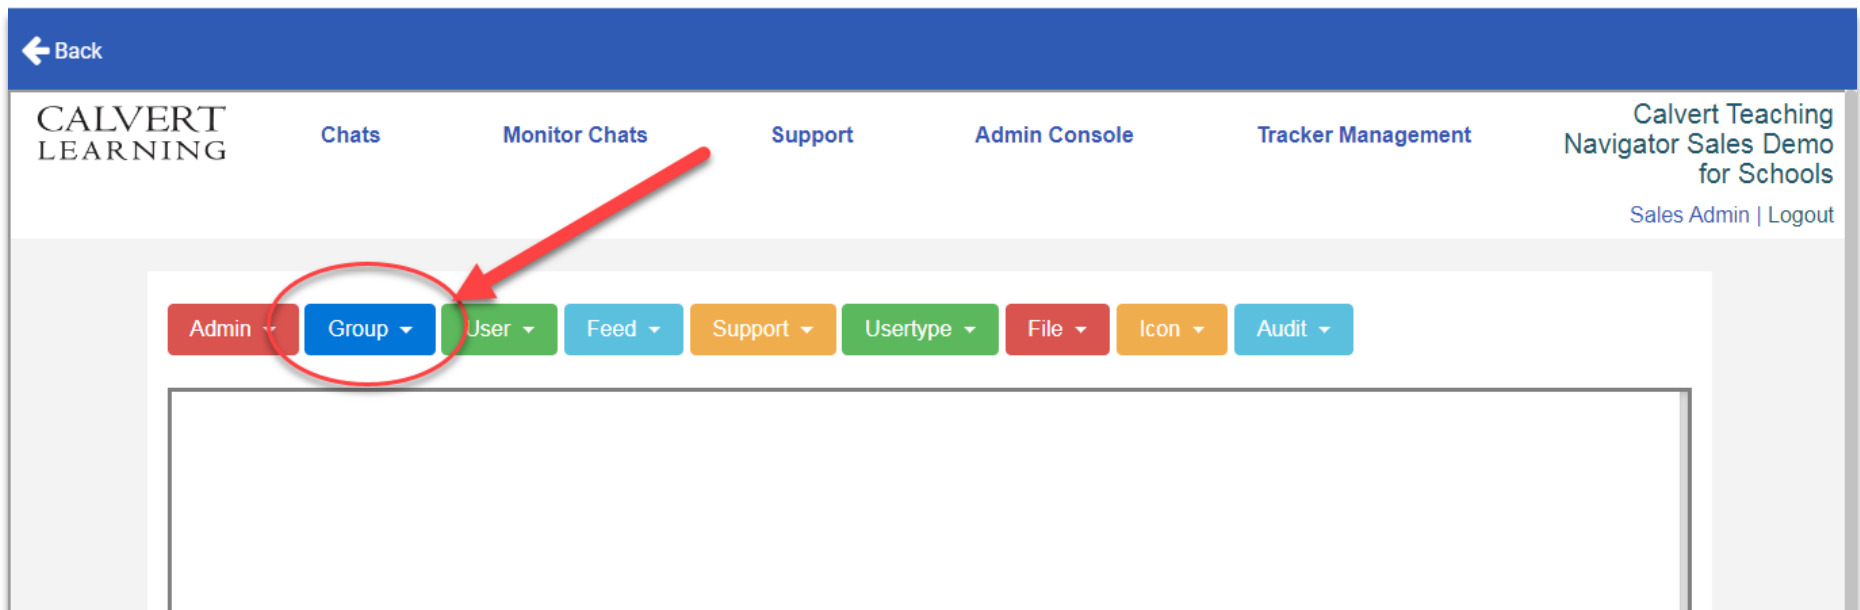 Back
CALVERT
LEARNING
Chats
Monitor Chats
Support
Admin Console
Tracker Management
Calvert Teaching
Navigator Sales Demo
for Schools
Sales Admin | Logout
Admin
Group
User
Feed
Support
Usertype
File
Icon
Audit